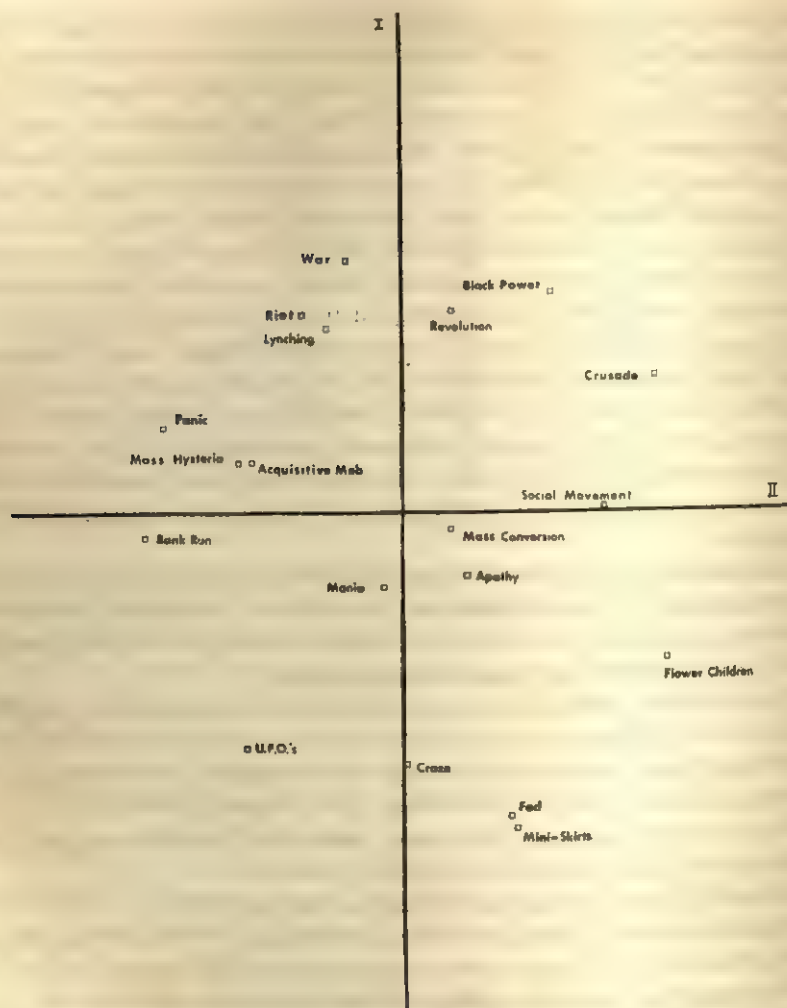 I
War
Black Power
Riot
Revolution
Lynching
Crusade
Panic
Mass Hysteria
Acquisitive Mob
Social Movement
II
Bank Run
Mass Conversion
Apathy
Mania
Flower Children
U.F.O.'s
Craze
Fad
Mini-Skirts